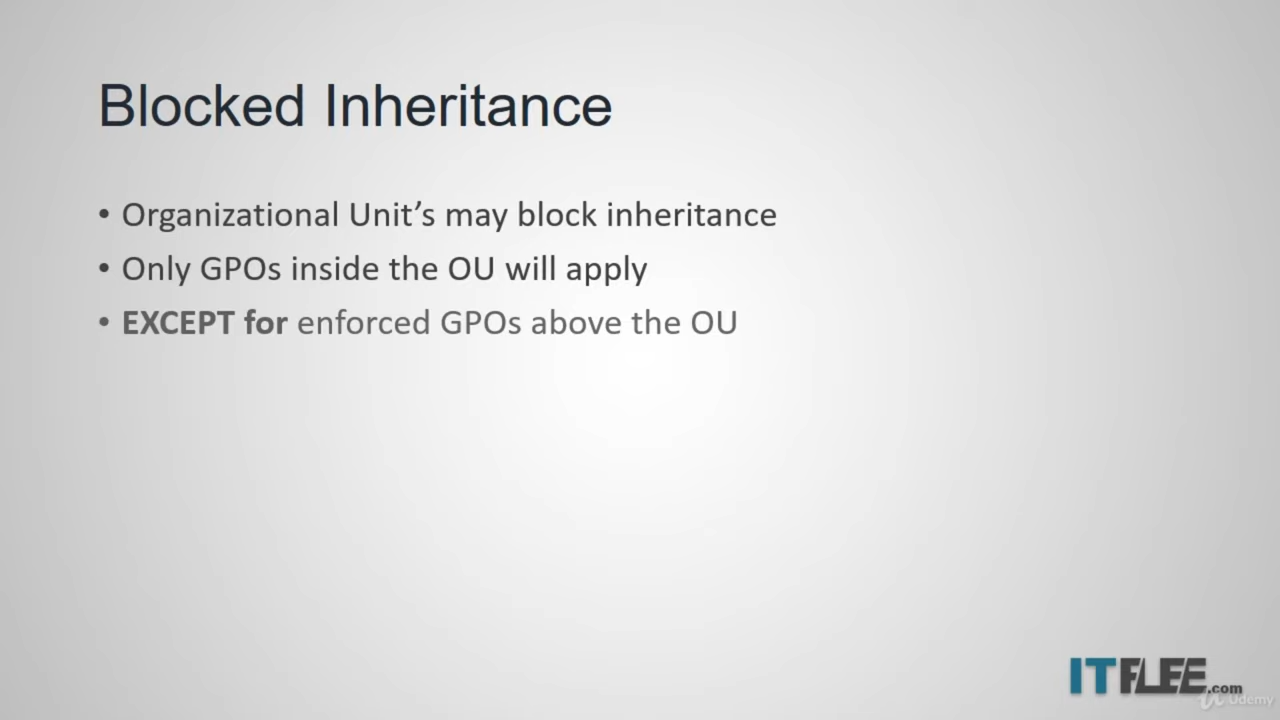 Blocked Inheritance
• Organizational Unit’s may block inheritance
• Only GPOs inside the OU will apply
• EXCEPT for enforced GPOs above the OU
ITFLEE.com
Udemy